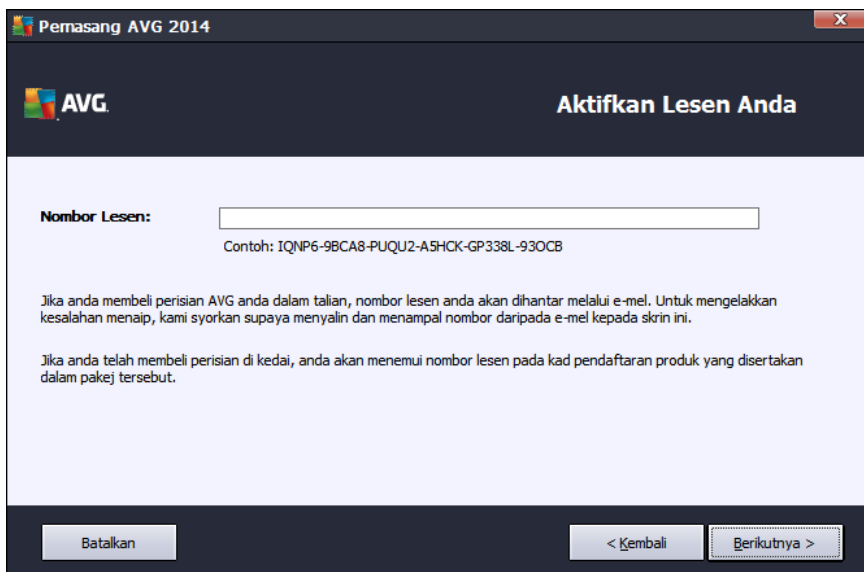 Pemasang AVG 2014
AVG.
Aktifkan Lesen Anda
Nombor Lesen:
Contoh: IQNP6-9BCA8-PUQU2-A5HCK-GP338L-93OCB
Jika anda membeli perisian AVG anda dalam talian, nombor lesen anda akan dihantar melalui e-mel. Untuk mengelakkan
kesalahan menaip, kami syorkan supaya menyalin dan menampal nombor daripada e-mel kepada skrin ini.
Jika anda telah membeli perisian di kedai, anda akan menemui nombor lesen pada kad pendaftaran produk yang disertakan
dalam pakej tersebut.
Batalkan
< Kembali
Berikutnya >